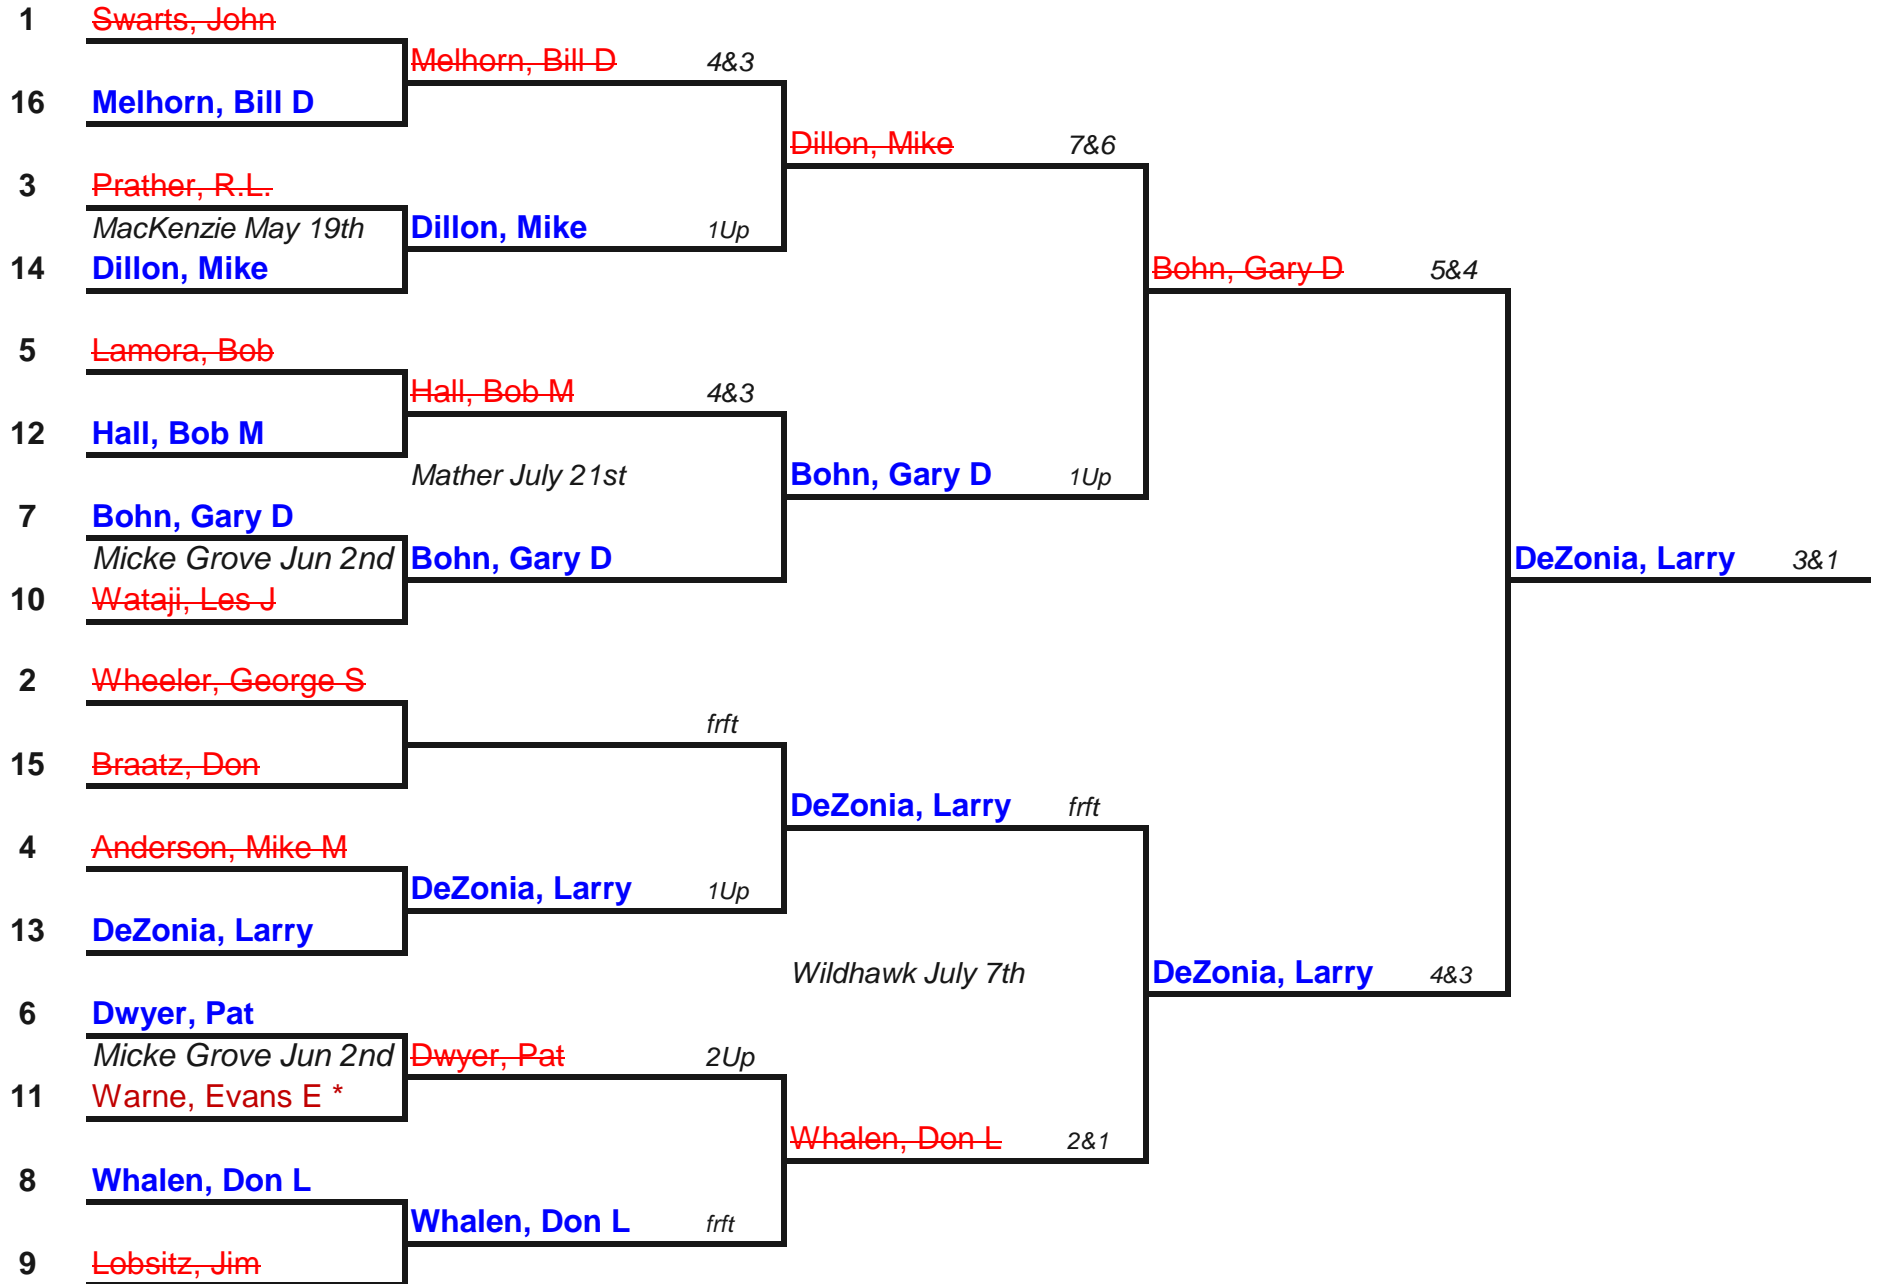 1 Swarts, John
Melhorn, Bill D 4&3
16 Melhorn, Bill D
Dillon, Mike 7&6
3 Prather, R.L.
MacKenzie May 19th Dillon, Mike 1Up
14 Dillon, Mike
Bohn, Gary D 5&4
5 Lamora, Bob
Hall, Bob M 4&3
12 Hall, Bob M
Mather July 21st Bohn, Gary D 1Up
7 Bohn, Gary D
Micke Grove Jun 2nd Bohn, Gary D DeZonia, Larry 3&1
10 Wataji, Les J
2 Wheeler, George S
frft
15 Braatz, Don
DeZonia, Larry frft
4 Anderson, Mike M
DeZonia, Larry 1Up
13 DeZonia, Larry
Wildhawk July 7th DeZonia, Larry 4&3
6 Dwyer, Pat
Micke Grove Jun 2nd Dwyer, Pat 2Up
11 Warne, Evans E *
Whalen, Don L 2&1
8 Whalen, Don L
Whalen, Don L frft
9 Lobsitz, Jim